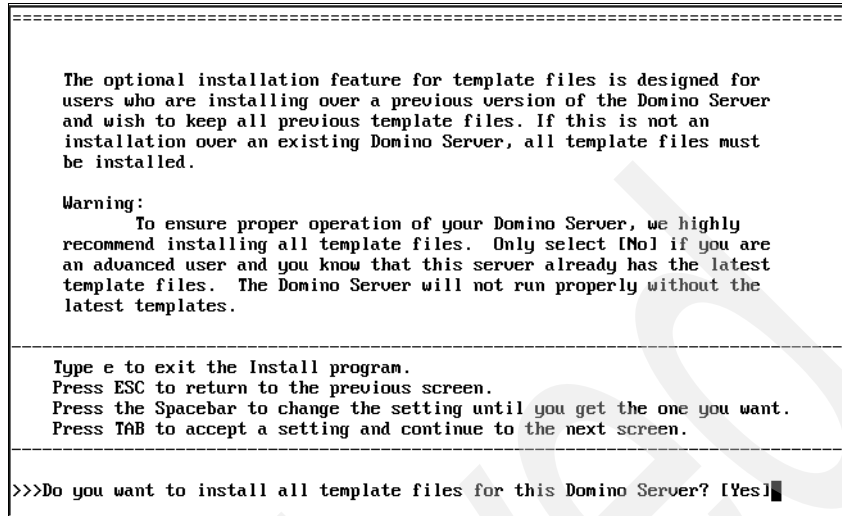 The optional installation feature for template files is designed for
users who are installing over a previous version of the Domino Server
and wish to keep all previous template files. If this is not an
installation over an existing Domino Server, all template files must
be installed.
Warning:
To ensure proper operation of your Domino Server, we highly
recommend installing all template files. Only select [No] if you are
an advanced user and you know that this server already has the latest
template files. The Domino Server will not run properly without the
latest templates.
Type e to exit the Install program.
Press ESC to return to the previous screen.
Press the Spacebar to change the setting until you get the one you want.
Press TAB to accept a setting and continue to the next screen.
>>>Do you want to install all template files for this Domino Server? [Yes]